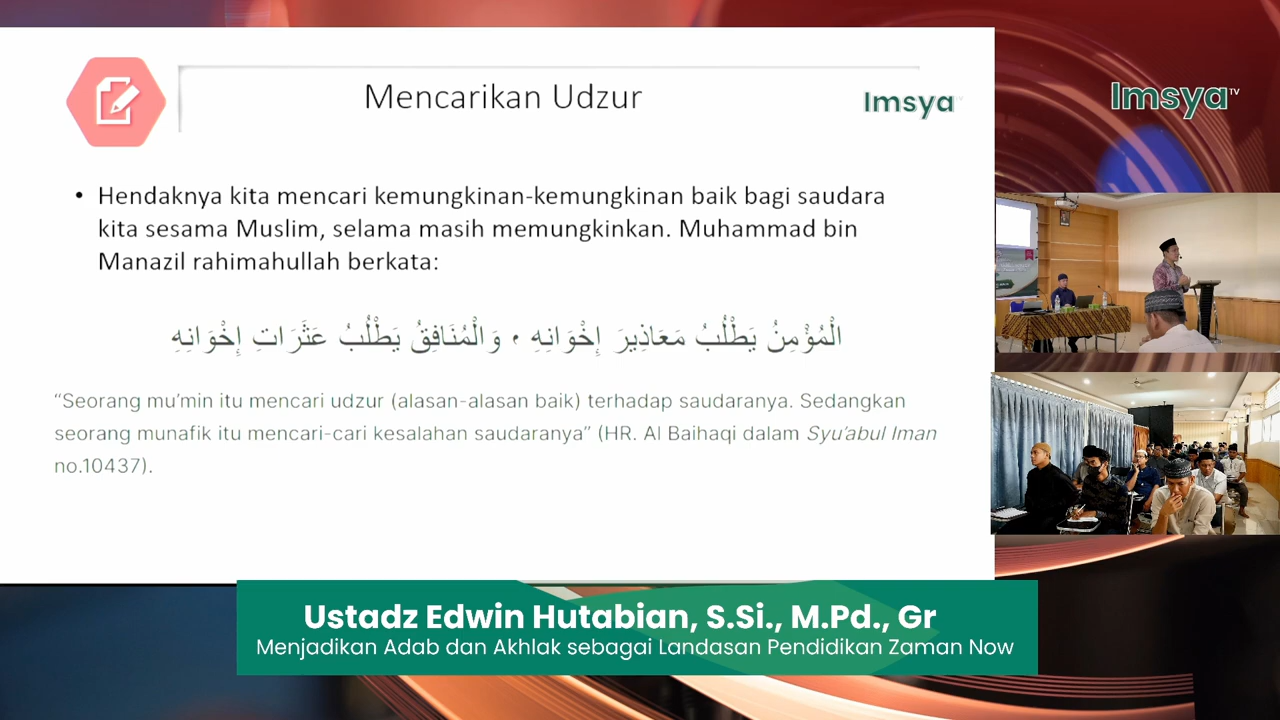 Mencarikan Udzur
Imsya TV
Imsya TV
• Hendaknya kita mencari kemungkinan-kemungkinan baik bagi saudara
kita sesama Muslim, selama masih memungkinkan. Muhammad bin
Manazil rahimahullah berkata:
الْمُؤْمِنُ يَطْلُبُ مَعَاذِيرَ إِخْوَانِهِ ، وَالْمُنَافِقُ يَطْلُبُ عَثَرَاتِ إِخْوَانِهِ
“Seorang mu’min itu mencari udzur (alasan-alasan baik) terhadap saudaranya. Sedangkan
seorang munafik itu mencari-cari kesalahan saudaranya” (HR. Al Baihaqi dalam Syu’abul Iman
no.10437).
Ustadz Edwin Hutabian, S.Si., M.Pd., Gr
Menjadikan Adab dan Akhlak sebagai Landasan Pendidikan Zaman Now